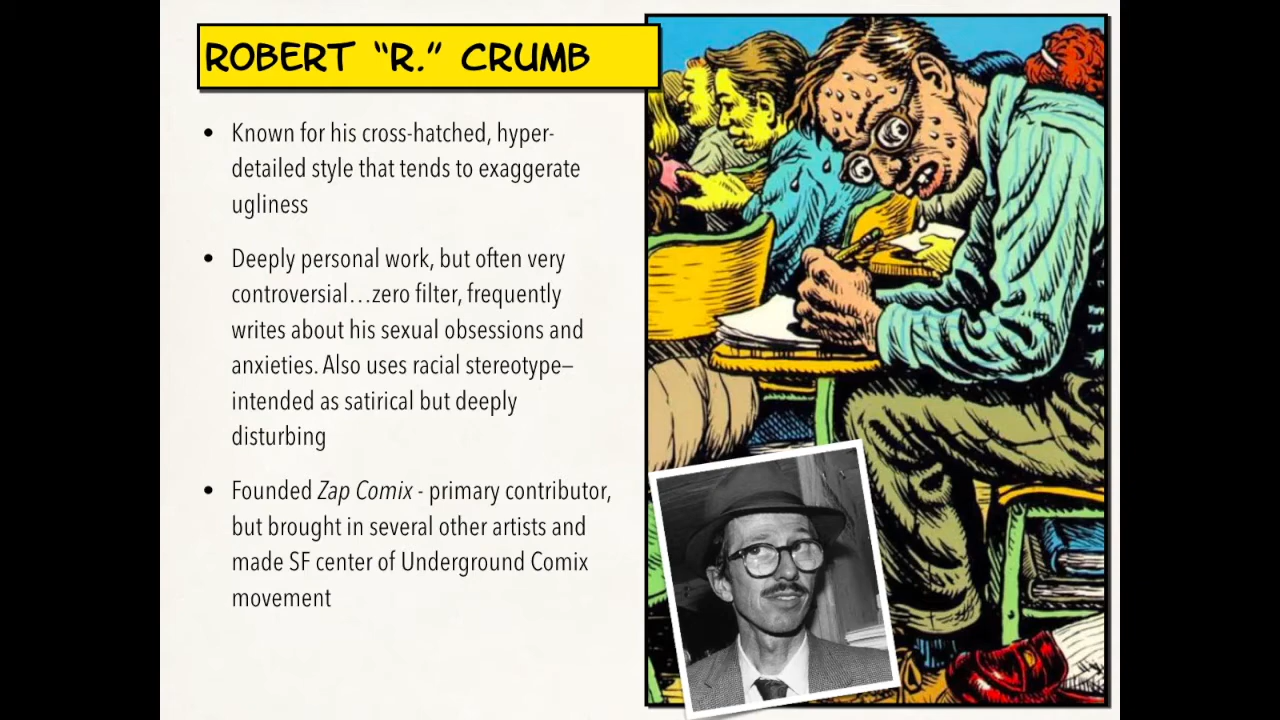 ROBERT “R.” CRUMB
• Known for his cross-hatched, hyper-
detailed style that tends to exaggerate
ugliness
• Deeply personal work, but often very
controversial…zero filter, frequently
writes about his sexual obsessions and
anxieties. Also uses racial stereotype—
intended as satirical but deeply
disturbing
• Founded Zap Comix - primary contributor,
but brought in several other artists and
made SF center of Underground Comix
movement